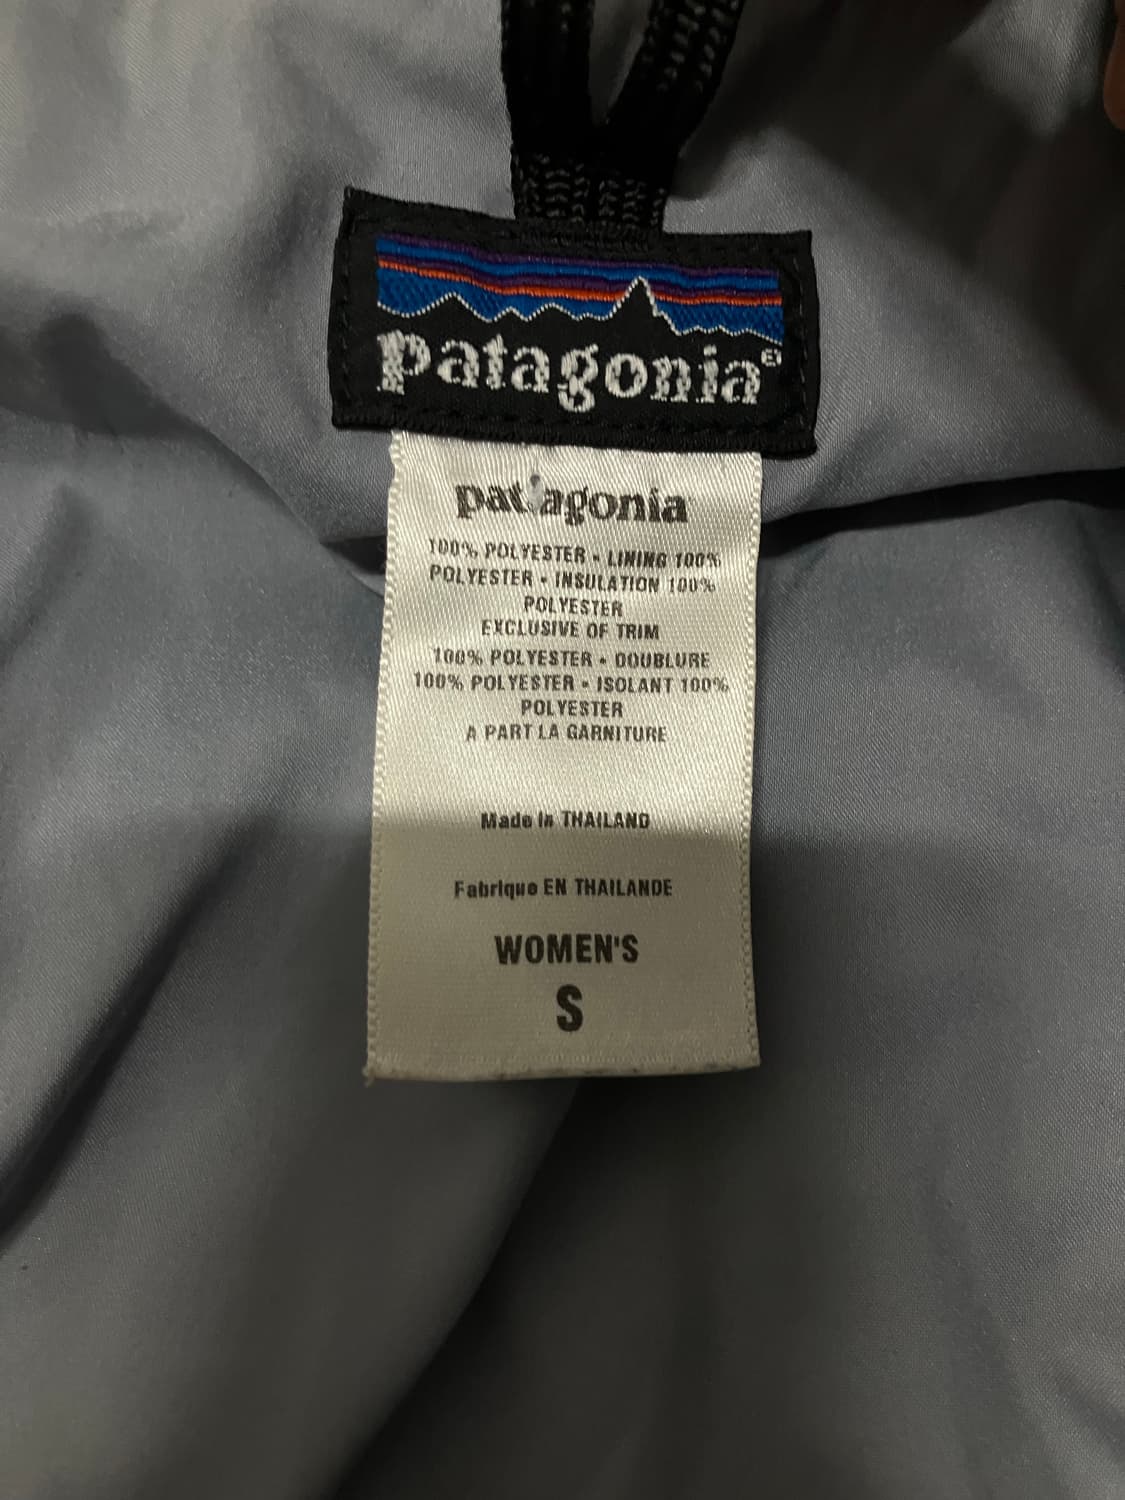 patagonia®
patagonia
100% POLYESTER • LINING 100%
POLYESTER • INSULATION 100%
POLYESTER
EXCLUSIVE OF TRIM
100% POLYESTER • DOUBLURE
100% POLYESTER • ISOLANT 100%
POLYESTER
A PART LA GARNITURE
Made in THAILAND
Fabrique EN THAILANDE
WOMEN'S
S